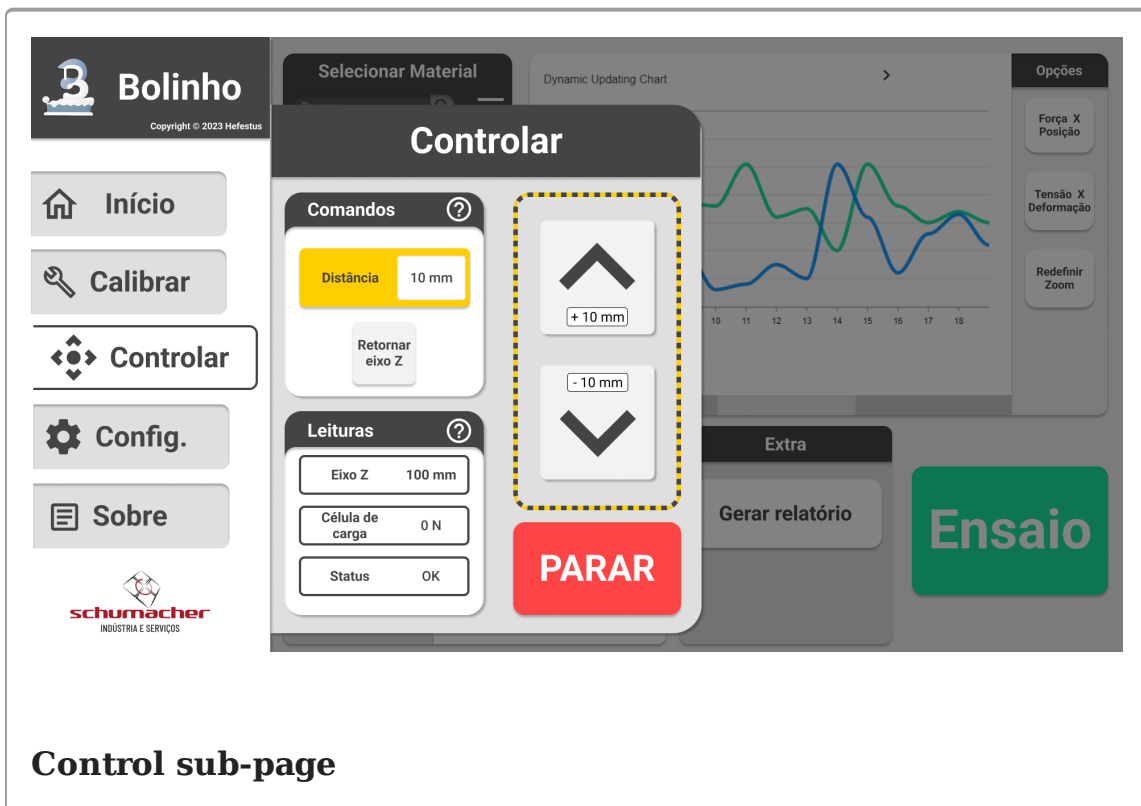 Bolinho
Copyright © 2023 Hefestus
Início
Calibrar
Controlar
Config.
Sobre
schumacher
INDÚSTRIA E SERVIÇOS
Selecionar Material
Controlar
Comandos
Distância 10 mm
Retornar
eixo Z
Leituras
Eixo Z 100 mm
Célula de
carga 0 N
Status OK
+ 10 mm
- 10 mm
PARAR
Dynamic Updating Chart
10 11 12 13 14 15 16 17 18
Opções
Força X
Posição
Tensão X
Deformação
Redefinir
Zoom
Extra
Gerar relatório
Ensaio
Control sub-page